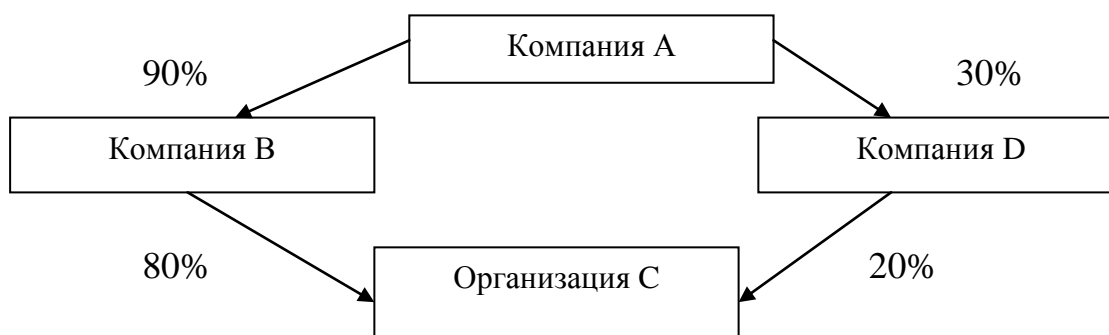 Компания А
90%
30%
Компания В
Компания D
80%
20%
Организация С